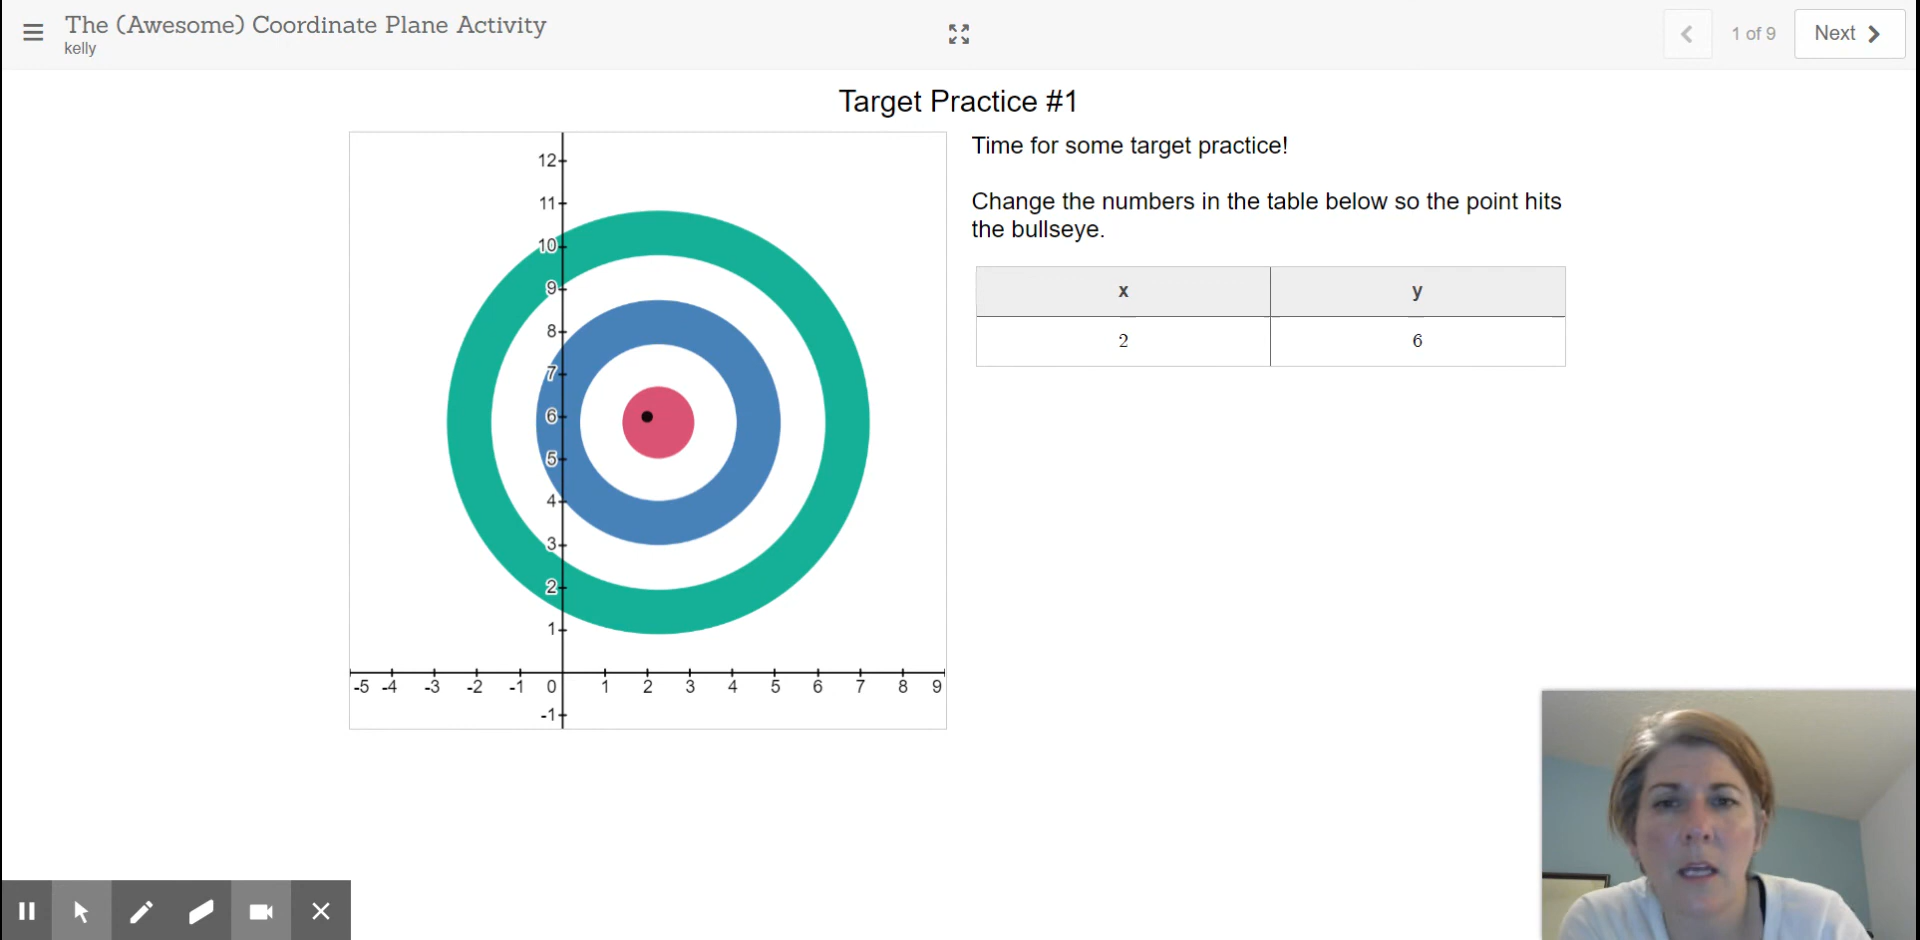 The (Awesome) Coordinate Plane Activity
kelly
1 of 9
Next
Target Practice #1
Time for some target practice!
Change the numbers in the table below so the point hits
the bullseye.
x y
2 6
12
11
10
9
8
7
6
5
4
3
2
1
-5 -4 -3 -2 -1 0 1 2 3 4 5 6 7 8 9
-1